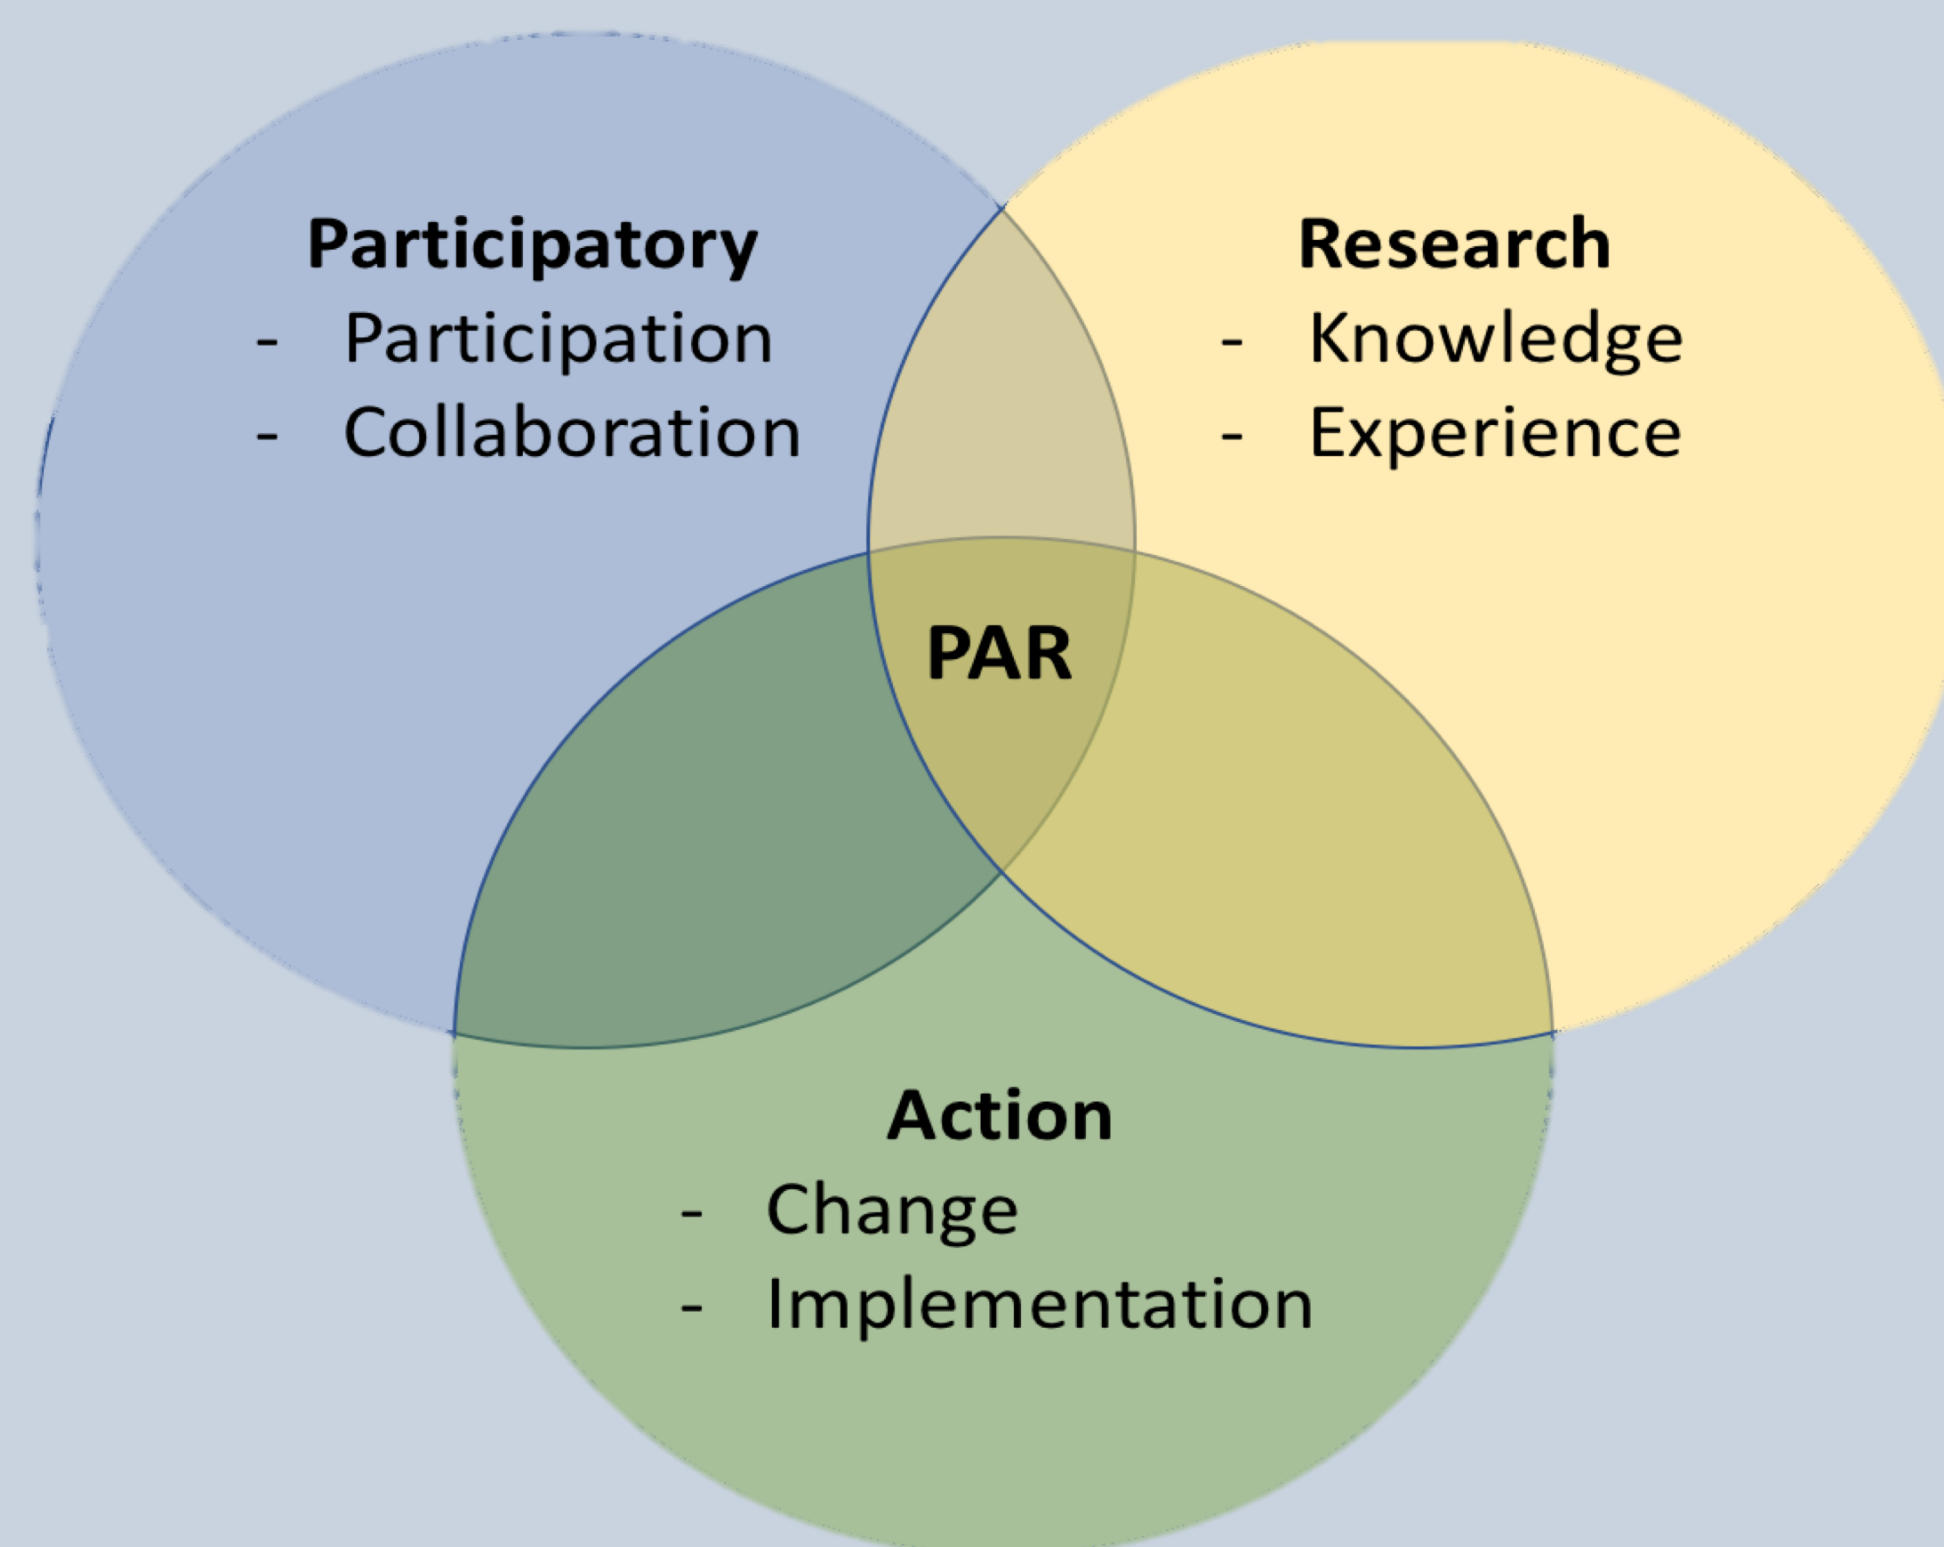 Participatory
- Participation
- Collaboration
Research
- Knowledge
- Experience
PAR
Action
- Change
- Implementation